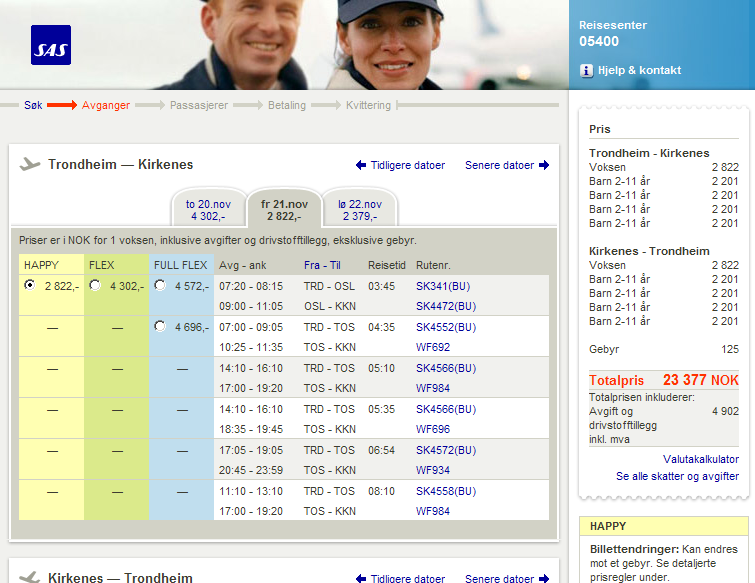 SAS
Reisesenter
05400
Hjelp & kontakt
Søk Avganger Passasjerer Betaling Kvittering
Trondheim — Kirkenes
Tidligere datoer Senere datoer
to 20.nov fr 21.nov lø 22.nov
4 302,- 2 822,- 2 379,-
Priser er i NOK for 1 voksen, inklusive avgifter og drivstofftillegg, eksklusive gebyr.
HAPPY FLEX FULL FLEX Avg - ank Fra - Til Reisetid Rutenr.
2 822,- 4 302,- 4 572,- 07:20 - 08:15 TRD - OSL 03:45 SK341(BU)
09:00 - 11:05 OSL - KKN SK4472(BU)
— — 4 696,- 07:00 - 09:05 TRD - TOS 04:35 SK4552(BU)
10:25 - 11:35 TOS - KKN WF692
— — — 14:10 - 16:10 TRD - TOS 05:10 SK4566(BU)
17:00 - 19:20 TOS - KKN WF984
— — — 14:10 - 16:10 TRD - TOS 05:35 SK4566(BU)
18:35 - 19:45 TOS - KKN WF696
— — — 17:05 - 19:05 TRD - TOS 06:54 SK4572(BU)
20:45 - 23:59 TOS - KKN WF934
— — — 11:10 - 13:10 TRD - TOS 08:10 SK4558(BU)
17:00 - 19:20 TOS - KKN WF984
Kirkenes — Trondheim
Tidligere datoer Senere datoer
Pris
Trondheim - Kirkenes
Voksen 2 822
Barn 2-11 år 2 201
Barn 2-11 år 2 201
Barn 2-11 år 2 201
Barn 2-11 år 2 201
Kirkenes - Trondheim
Voksen 2 822
Barn 2-11 år 2 201
Barn 2-11 år 2 201
Barn 2-11 år 2 201
Barn 2-11 år 2 201
Gebyr 125
Totalpris 23 377 NOK
Totalprisen inkluderer:
Avgift og 4 902
drivstofftillegg
inkl. mva
Valutakalkulator
Se alle skatter og avgifter
HAPPY
Billettendringer: Kan endres
mot et gebyr. Se detaljerte
prisregler under.